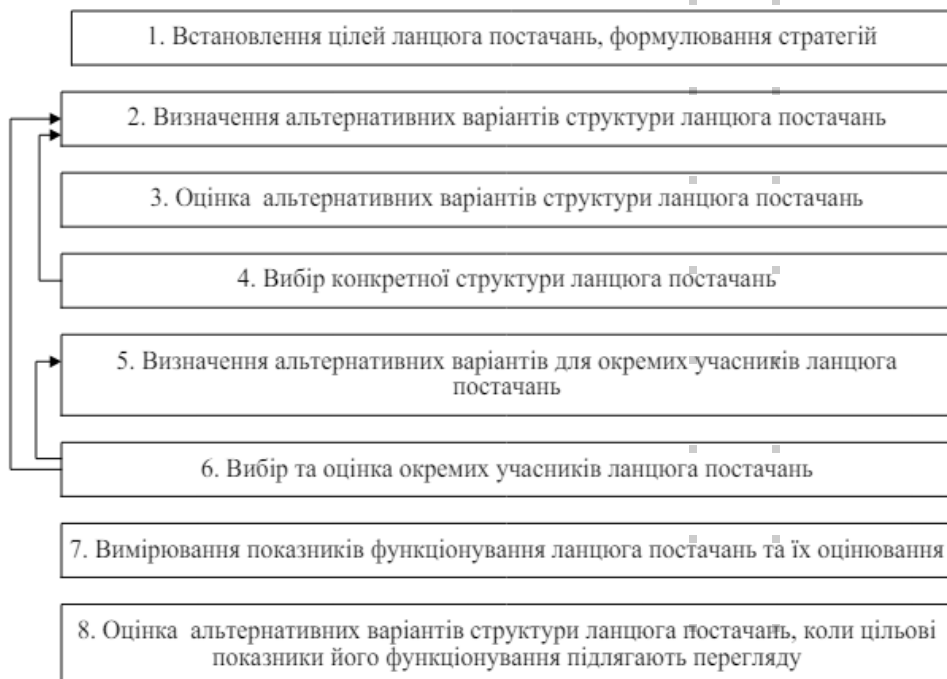 1. Встановлення цілей ланцюга постачань, формулювання стратегій
2. Визначення альтернативних варіантів структури ланцюга постачань
3. Оцінка альтернативних варіантів структури ланцюга постачань
4. Вибір конкретної структури ланцюга постачань
5. Визначення альтернативних варіантів для окремих учасників ланцюга
постачань
6. Вибір та оцінка окремих учасників ланцюга постачань
7. Вимірювання показників функціонування ланцюга постачань та їх оцінювання
8. Оцінка альтернативних варіантів структури ланцюга постачань, коли цільові
показники його функціонування підлягають перегляду